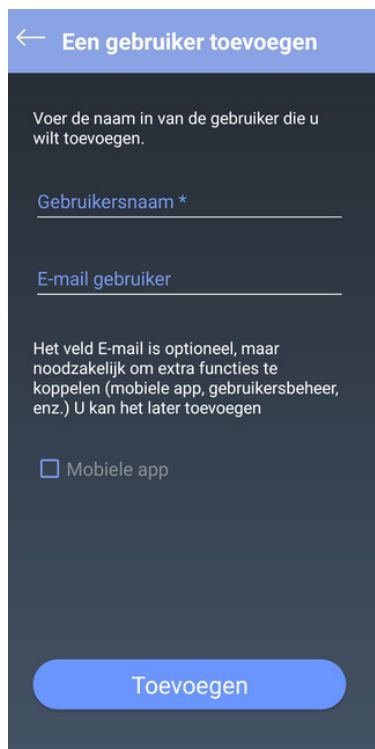 Een gebruiker toevoegen
Voer de naam in van de gebruiker die u
wilt toevoegen.
Gebruikersnaam *
E-mail gebruiker
Het veld E-mail is optioneel, maar
noodzakelijk om extra functies te
koppelen (mobiele app, gebruikersbeheer,
enz.) U kan het later toevoegen
Mobiele app
Toevoegen